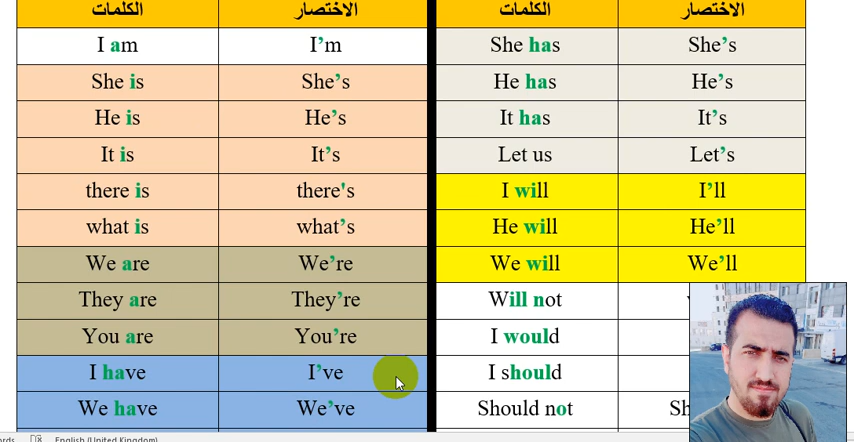 الكلمات الاختصار الكلمات الاختصار
I am I’m She has She’s
She is She’s He has He’s
He is He’s It has It’s
It is It’s Let us Let’s
there is there's I will I’ll
what is what’s He will He’ll
We are We’re We will We’ll
They are They’re Will not
You are You’re I would
I have I’ve I should
We have We’ve Should not Sh
English (United Kingdom)